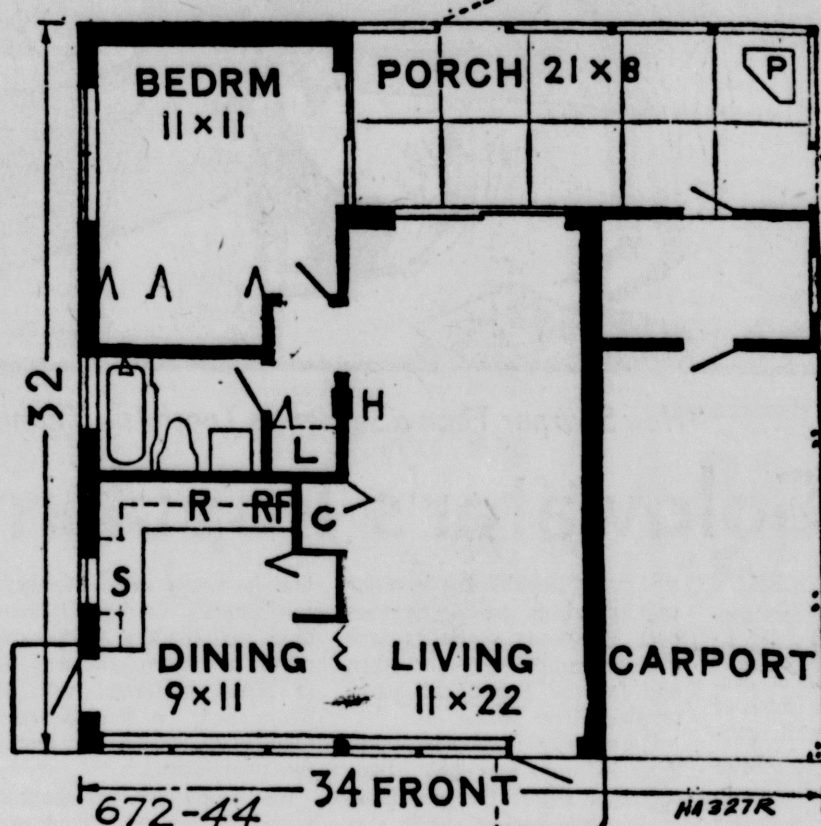 BEDRM
11 × 11
PORCH 21 × 8
P
32
H
L
R RF
C
S
DINING
9 × 11
LIVING
11 × 22
CARPORT
34 FRONT
672-44
HA327R